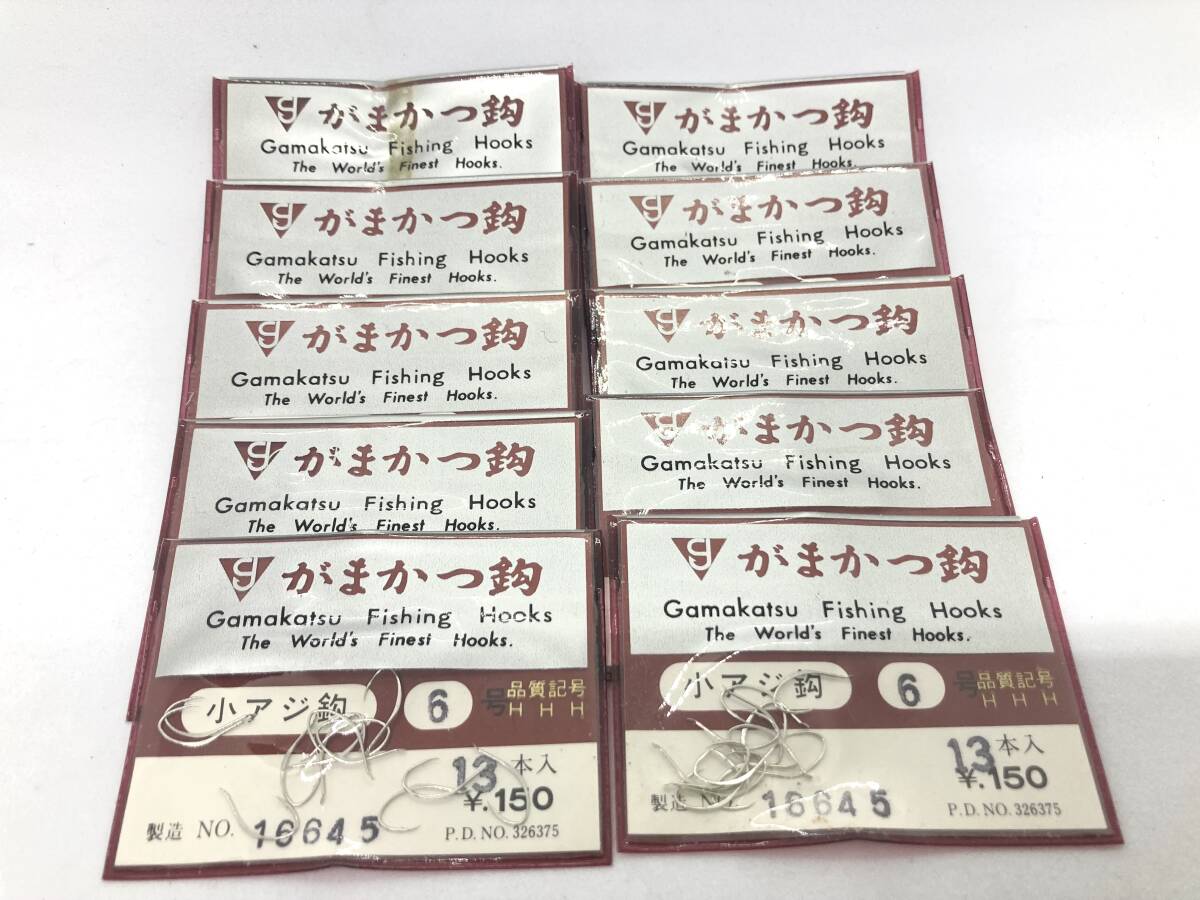 がまかつ鈎
Gamakatsu Fishing Hooks
The World's Finest Hooks.
がまかつ鈎
Gamakatsu Fishing Hooks
The World's Finest Hooks.
がまかつ鈎
Gamakatsu Fishing Hooks
The World's Finest Hooks.
がまかつ鈎
Gamakatsu Fishing Hooks
The World's Finest Hooks.
がまかつ鈎
Gamakatsu Fishing Hooks
The World's Finest Hooks.
小アジ鈎 6 号 品質記号
H H H
13 本入
¥.150
製造 NO. 16645 P.D. NO. 326375
がまかつ鈎
Gamakatsu Fishing Hooks
The World's Finest Hooks.
がまかつ鈎
Gamakatsu Fishing Hooks
The World's Finest Hooks.
がまかつ鈎
Gamakatsu Fishing Hooks
The World's Finest Hooks.
がまかつ鈎
Gamakatsu Fishing Hooks
The World's Finest Hooks.
がまかつ鈎
Gamakatsu Fishing Hooks
The World's Finest Hooks.
小アジ鈎 6 号 品質記号
H H H
13 本入
¥.150
製造 NO. 16645 P.D. NO. 326375